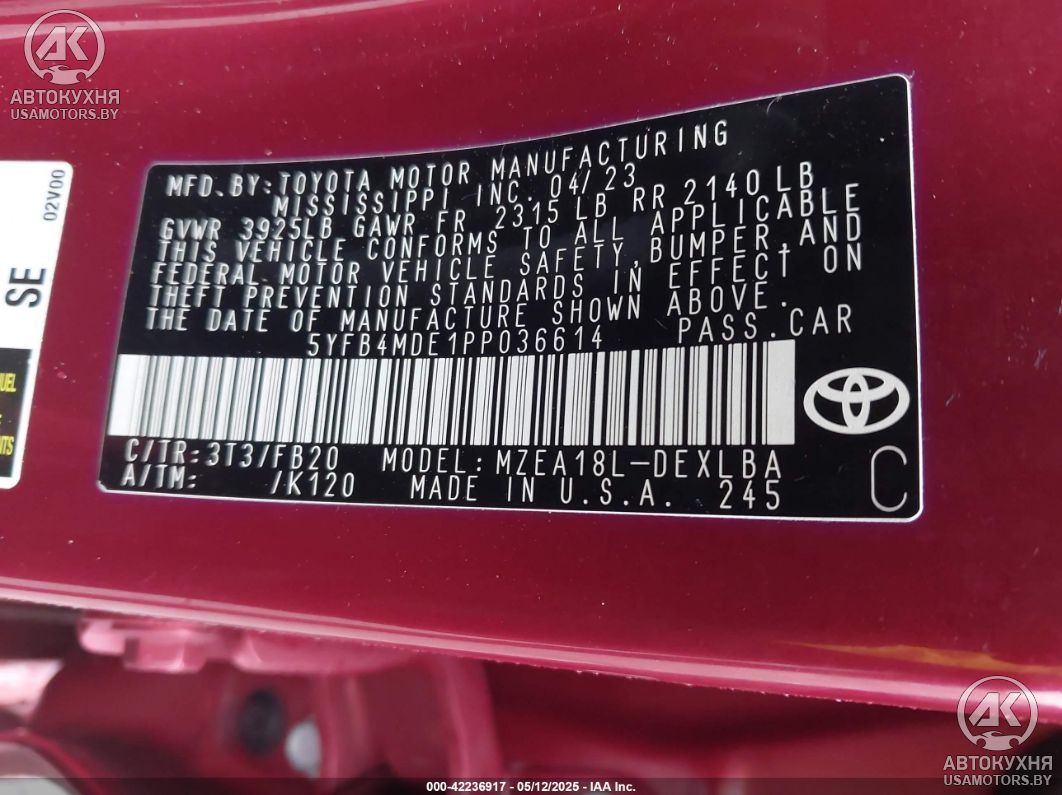 АК
АВТОКУХНЯ
USAMOTORS.BY
02V00
SE
MFD. BY: TOYOTA MOTOR MANUFACTURING
MISSISSIPPI INC. 04/23
GVWR 3925LB GAWR FR 2315 LB RR 2140 LB
THIS VEHICLE CONFORMS TO ALL APPLICABLE
FEDERAL MOTOR VEHICLE SAFETY, BUMPER, AND
THEFT PREVENTION STANDARDS IN EFFECT ON
THE DATE OF MANUFACTURE SHOWN ABOVE.
5YFB4MDE1PP036614 PASS. CAR
C/TR: 3T3/FB20 MODEL: MZEA18L-DEXLBA
A/TM: /K120 MADE IN U.S.A. 245
C
АК
АВТОКУХНЯ
USAMOTORS.BY
000-42236917 - 05/12/2025 - IAA Inc.